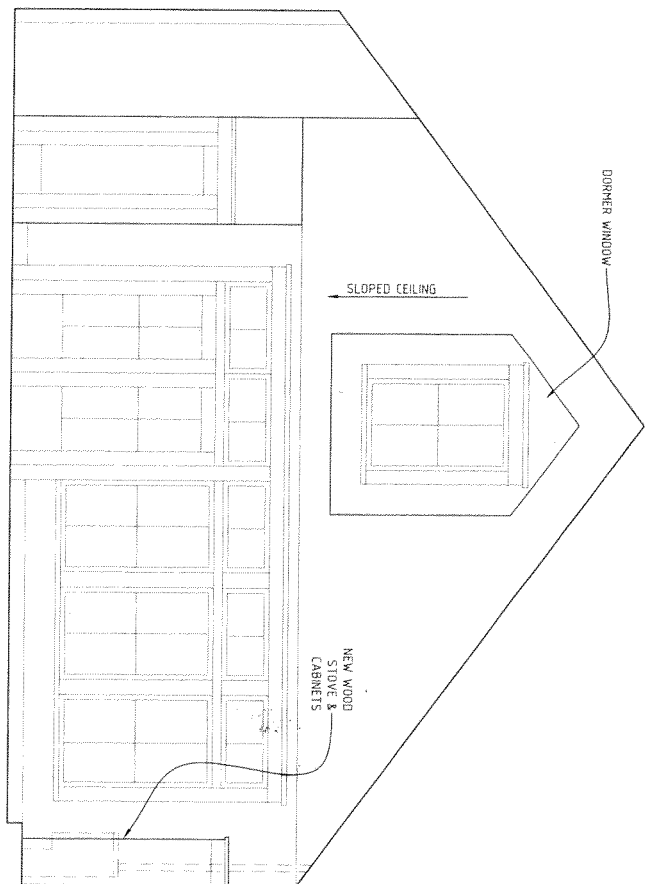 DORMER WINDOW
SLOPED CEILING
NEW WOOD
STOVE &
CABINETS